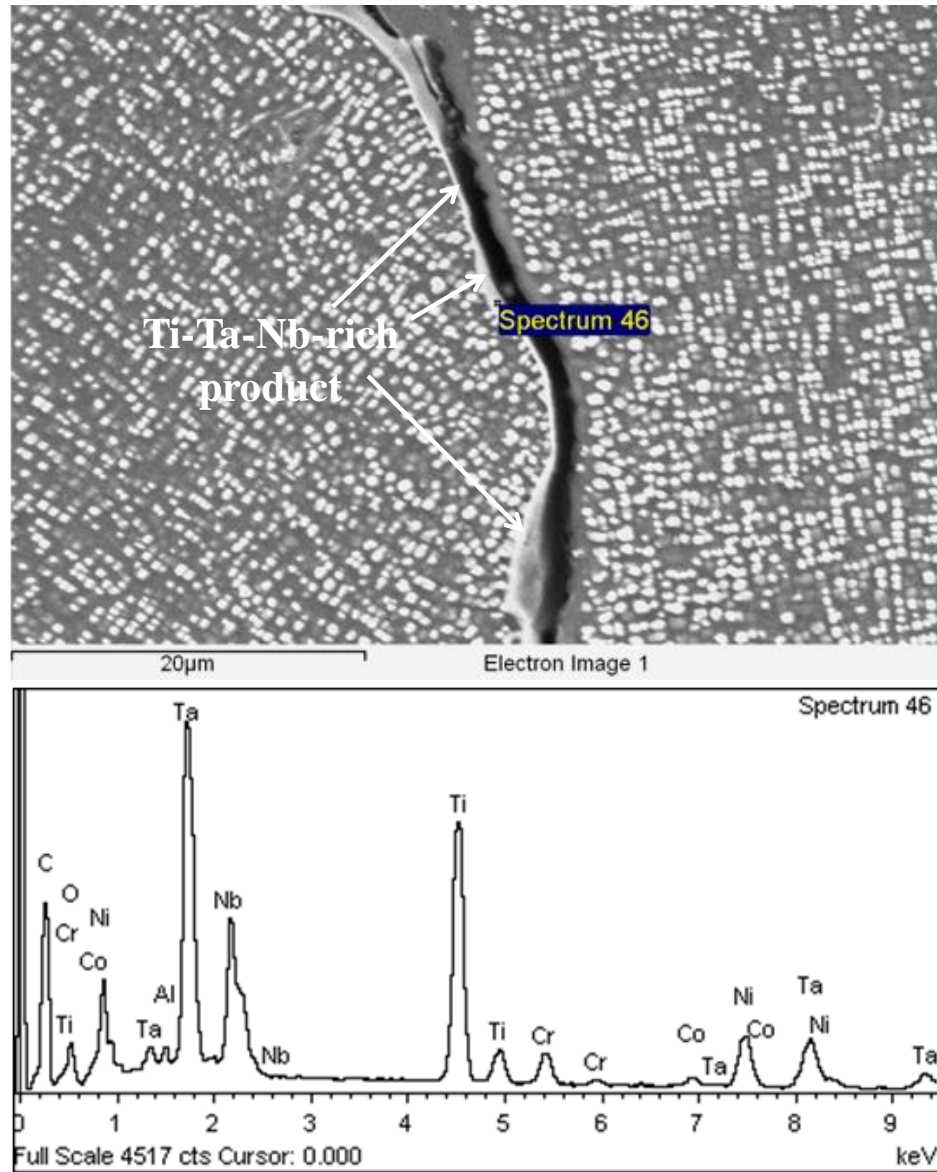 Spectrum 46
Ti-Ta-Nb-rich
product
20µm
Electron Image 1
Spectrum 46
Ta
Ti
C
O
Nb
Cr
Ni
Co
Al
Ti
Ta
Nb
Ti
Cr
Cr
Co
Ta
Ni
Co
Ta
Ni
Ta
0 1 2 3 4 5 6 7 8 9
Full Scale 4517 cts Cursor: 0.000
keV